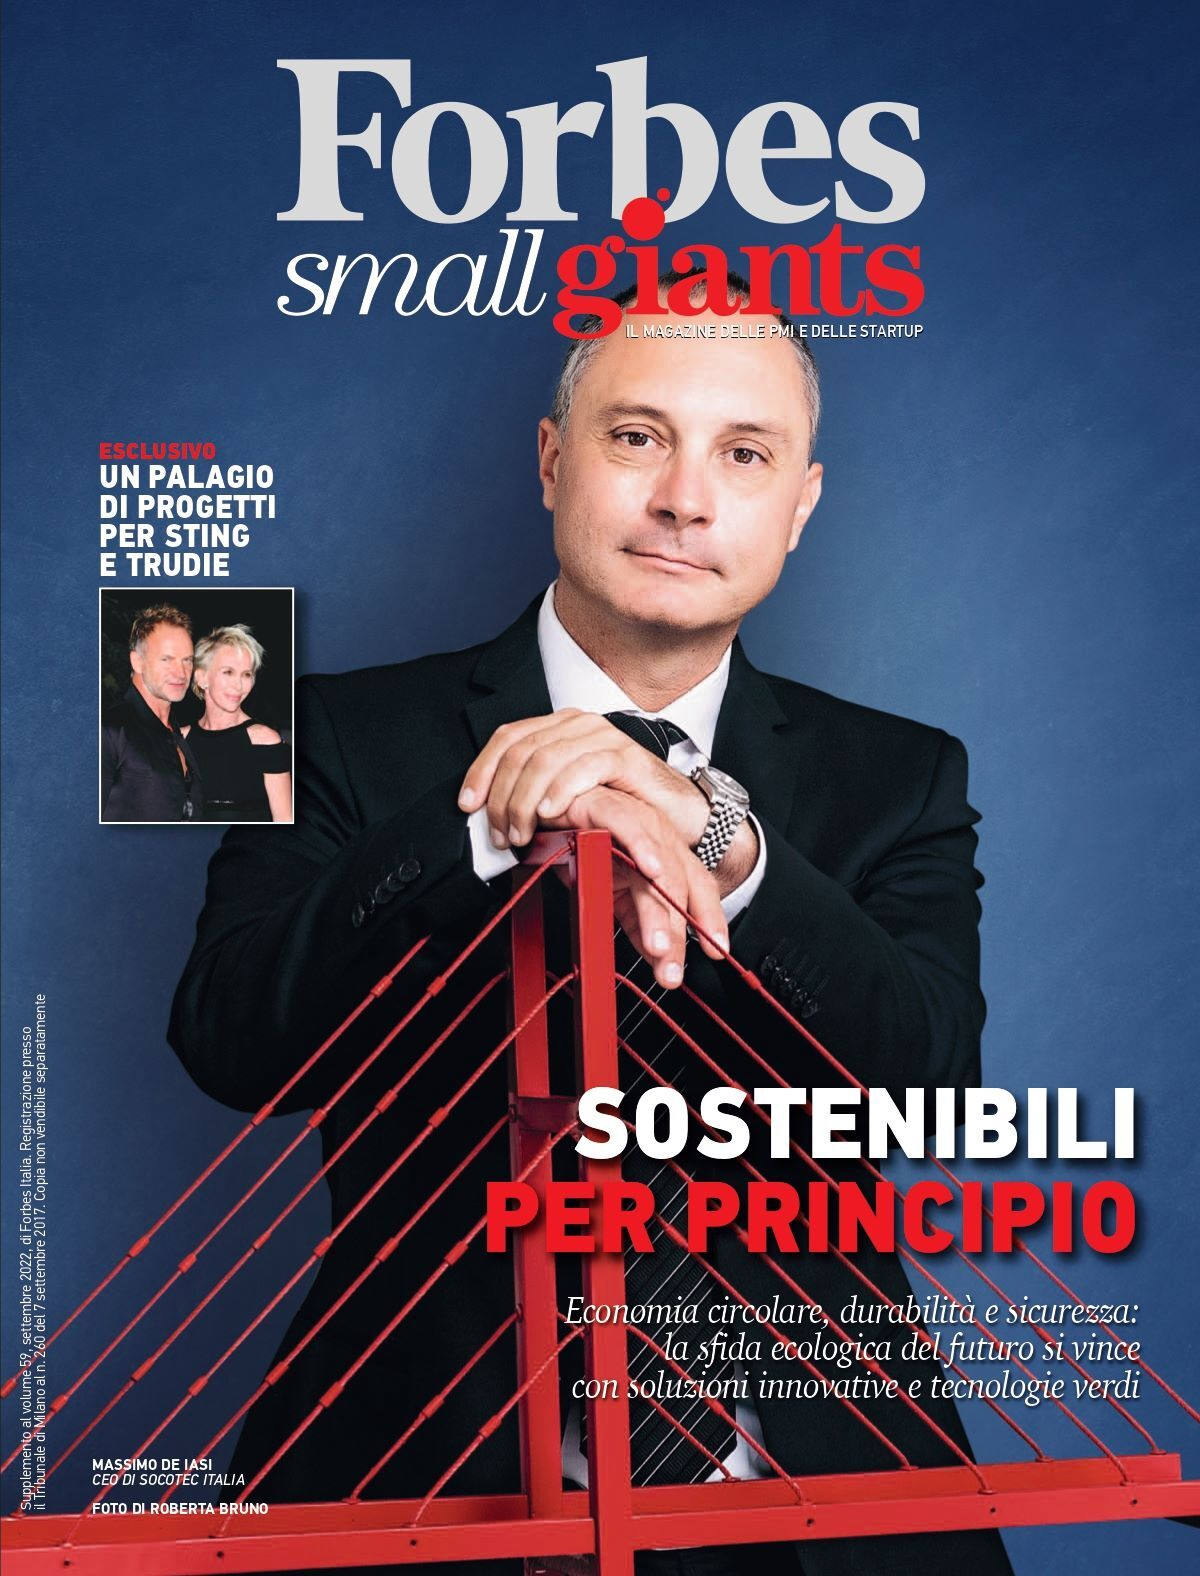 Forbes
small giants
IL MAGAZINE DELLE PMI E DELLE STARTUP
ESCLUSIVO
UN PALAGIO
DI PROGETTI
PER STING
E TRUDIE
SOSTENIBILI
PER PRINCIPIO
Economia circolare, durabilità e sicurezza:
la sfida ecologica del futuro si vince
con soluzioni innovative e tecnologie verdi
MASSIMO DE IASI
CEO DI SOCOTEC ITALIA
FOTO DI ROBERTA BRUNO
Supplemento al volume 59, settembre 2022, di Forbes Italia. Registrazione presso
il Tribunale di Milano al n. 260 del 7 settembre 2017. Copia non vendibile separatamente